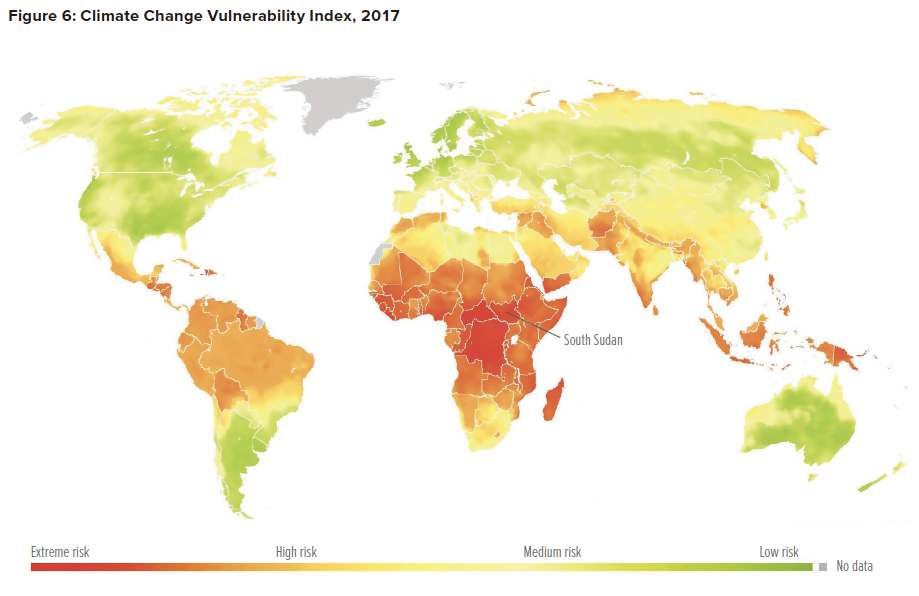 Figure 6: Climate Change Vulnerability Index, 2017
South Sudan
Extreme risk High risk Medium risk Low risk
No data